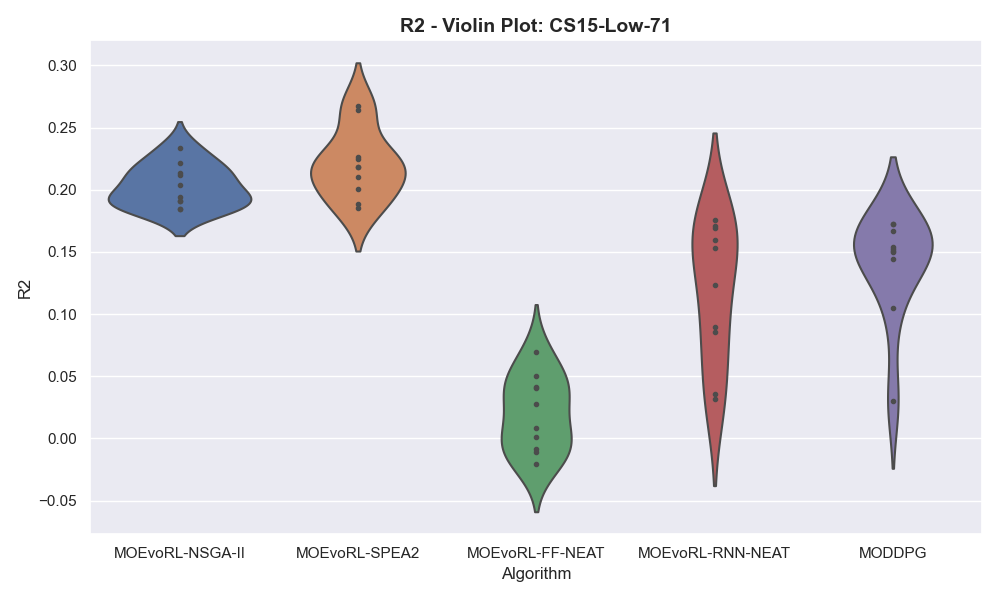 R2 - Violin Plot: CS15-Low-71
0.30
0.25
0.20
0.15
0.10
0.05
0.00
−0.05
R2
MOEvoRL-NSGA-II MOEvoRL-SPEA2 MOEvoRL-FF-NEAT MOEvoRL-RNN-NEAT MODDPG
Algorithm